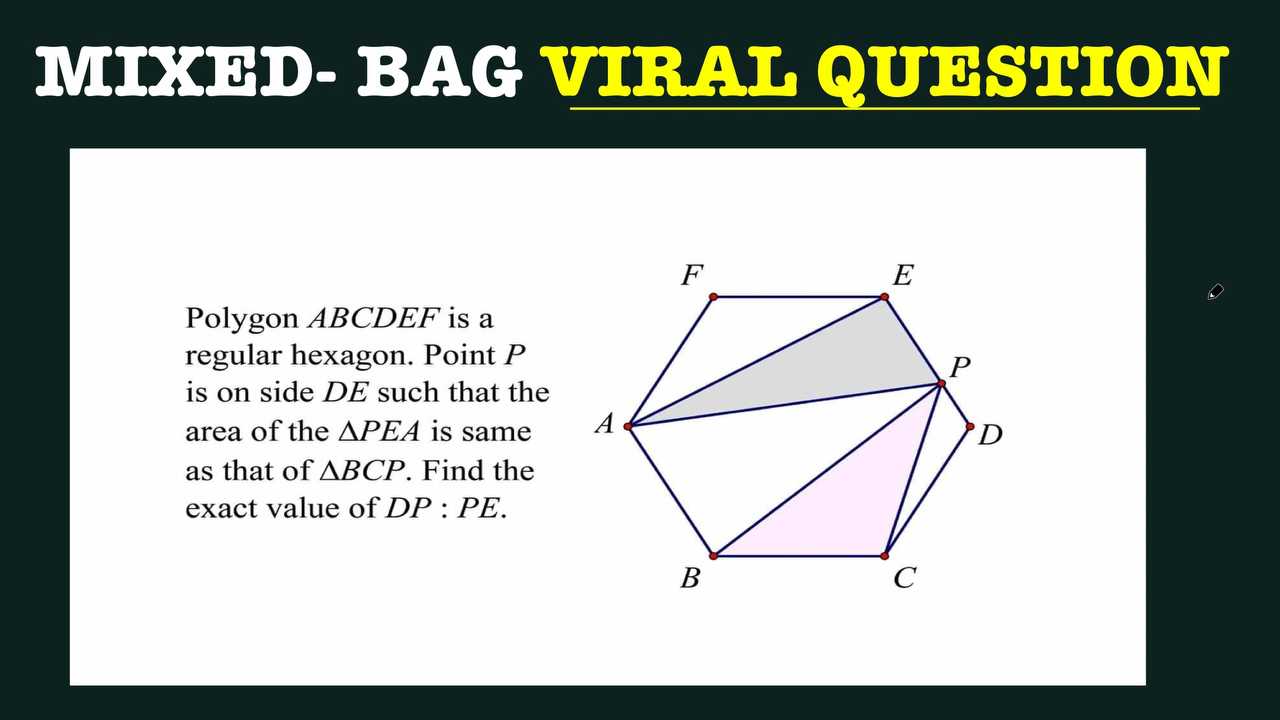 MIXED- BAG VIRAL QUESTION
Polygon ABCDEF is a
regular hexagon. Point P
is on side DE such that the
area of the ΔPEA is same
as that of ΔBCP. Find the
exact value of DP : PE.
F
E
P
A
D
B
C